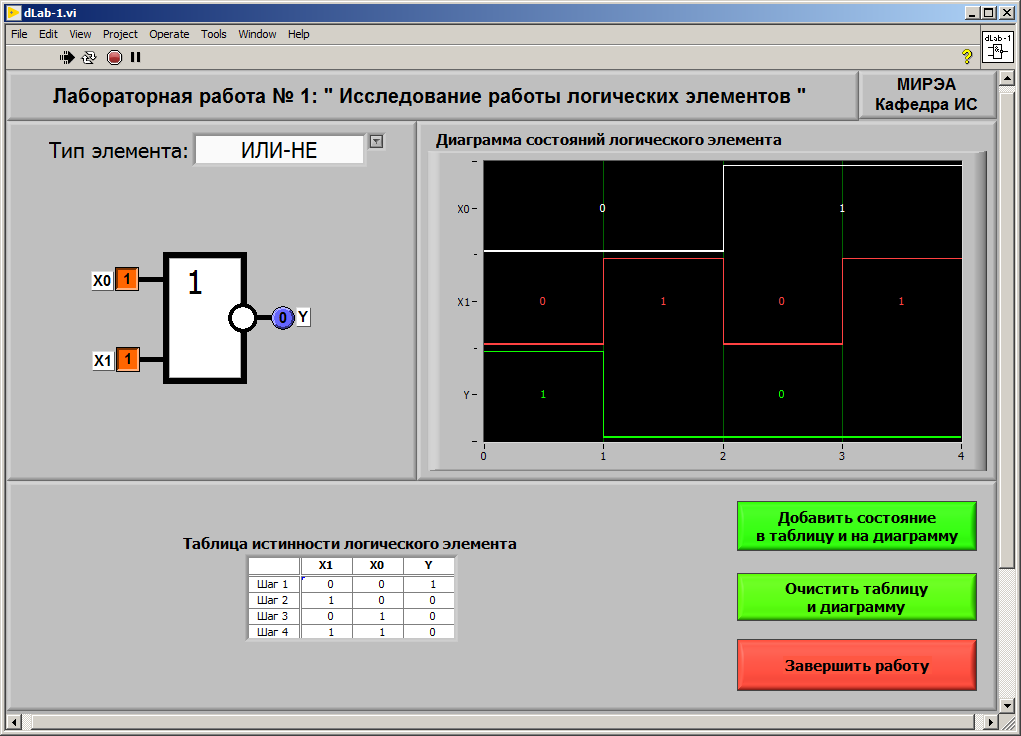 dLab-1.vi
File Edit View Project Operate Tools Window Help
?
dLab-1
&
Лабораторная работа № 1: " Исследование работы логических элементов "
МИРЭА
Кафедра ИС
Тип элемента: ИЛИ-НЕ
X0 1
1
0 Y
X1 1
Диаграмма состояний логического элемента
X0
0 1
X1
0 1 0 1
Y
1 0
0 1 2 3 4
Таблица истинности логического элемента
X1 X0 Y
Шаг 1 0 0 1
Шаг 2 1 0 0
Шаг 3 0 1 0
Шаг 4 1 1 0
Добавить состояние
в таблицу и на диаграмму
Очистить таблицу
и диаграмму
Завершить работу